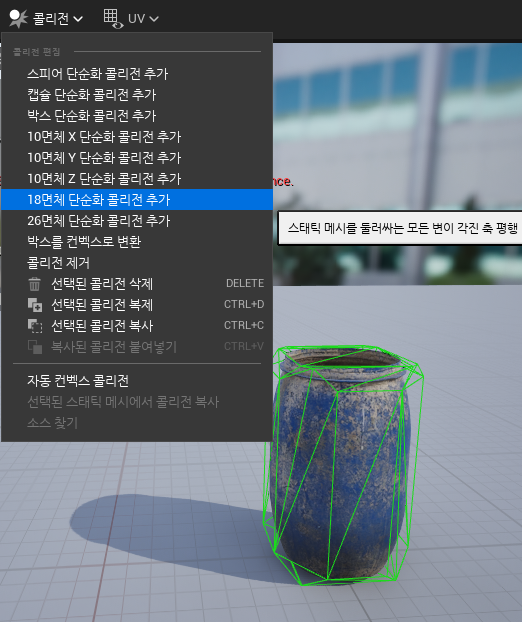 콜리전
UV
콜리전 편집
스피어 단순화 콜리전 추가
캡슐 단순화 콜리전 추가
박스 단순화 콜리전 추가
10면체 X 단순화 콜리전 추가
10면체 Y 단순화 콜리전 추가
10면체 Z 단순화 콜리전 추가
nce.
18면체 단순화 콜리전 추가
26면체 단순화 콜리전 추가
스태틱 메시를 둘러싸는 모든 변이 각진 축 평행
박스를 컨벡스로 변환
콜리전 제거
선택된 콜리전 삭제 DELETE
선택된 콜리전 복제 CTRL+D
선택된 콜리전 복사 CTRL+C
복사된 콜리전 붙여넣기 CTRL+V
자동 컨벡스 콜리전
선택된 스태틱 메시에서 콜리전 복사
소스 찾기